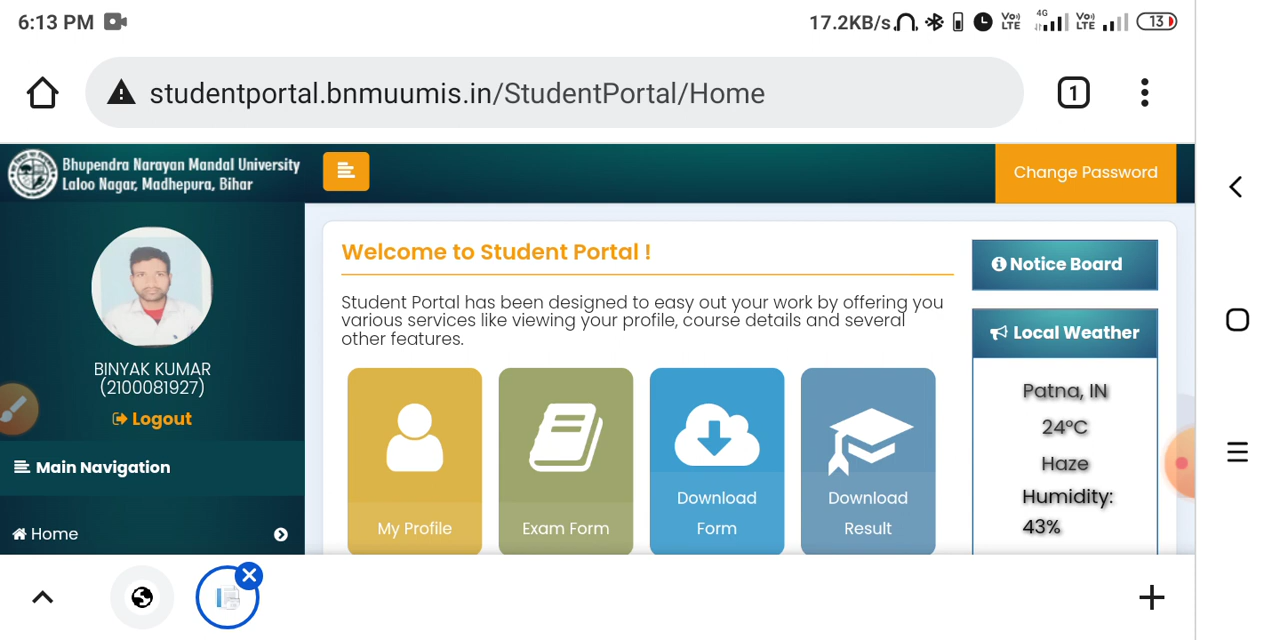 6:13 PM
17.2KB/s
Vo) LTE
4G
Vo) LTE
13
studentportal.bnmuumis.in/StudentPortal/Home
1
Bhupendra Narayan Mandal University
Laloo Nagar, Madhepura, Bihar
Change Password
BINYAK KUMAR
(2100081927)
Logout
Main Navigation
Home
Welcome to Student Portal !
Student Portal has been designed to easy out your work by offering you
various services like viewing your profile, course details and several
other features.
My Profile
Exam Form
Download
Form
Download
Result
Notice Board
Local Weather
Patna, IN
24°C
Haze
Humidity:
43%